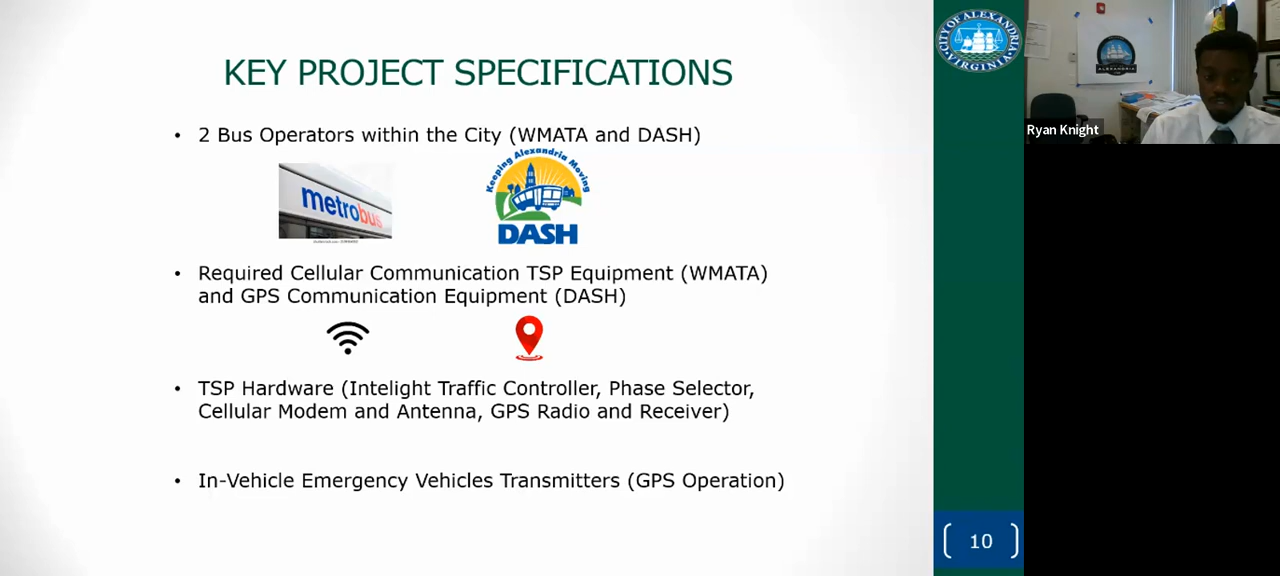 KEY PROJECT SPECIFICATIONS
• 2 Bus Operators within the City (WMATA and DASH)
metrobus
Keeping Alexandria Moving
DASH
• Required Cellular Communication TSP Equipment (WMATA)
and GPS Communication Equipment (DASH)
• TSP Hardware (Intelight Traffic Controller, Phase Selector,
Cellular Modem and Antenna, GPS Radio and Receiver)
• In-Vehicle Emergency Vehicles Transmitters (GPS Operation)
CITY OF ALEXANDRIA
VIRGINIA
10
ALEXANDRIA
Ryan Knight